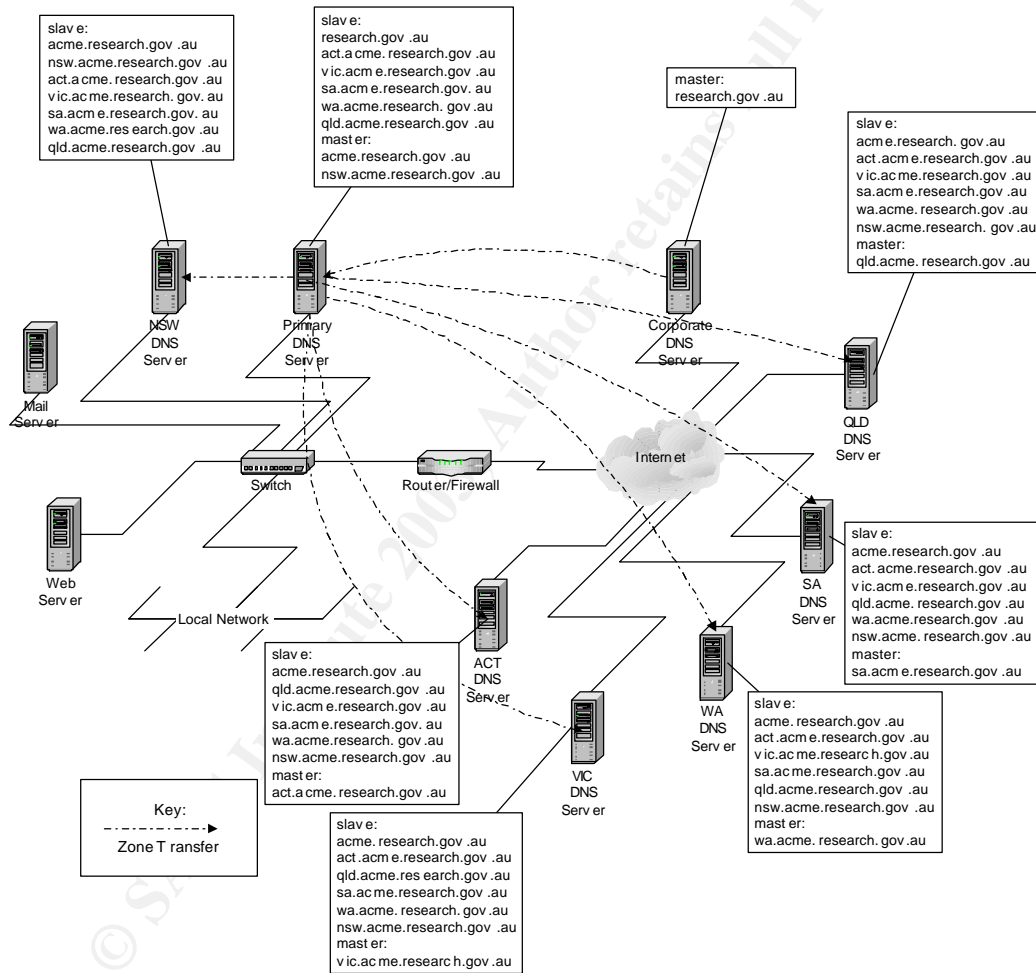 slave:
acme.research.gov.au
nsw.acme.research.gov.au
act.acme.research.gov.au
vic.acme.research.gov.au
sa.acme.research.gov.au
wa.acme.research.gov.au
qld.acme.research.gov.au
slave:
research.gov.au
act.acme.research.gov.au
vic.acme.research.gov.au
sa.acme.research.gov.au
wa.acme.research.gov.au
qld.acme.research.gov.au
master:
acme.research.gov.au
nsw.acme.research.gov.au
master:
research.gov.au
slave:
acme.research.gov.au
act.acme.research.gov.au
vic.acme.research.gov.au
sa.acme.research.gov.au
wa.acme.research.gov.au
nsw.acme.research.gov.au
master:
qld.acme.research.gov.au
NSW
DNS
Server
Primary
DNS
Server
Corporate
DNS
Server
Mail
Server
QLD
DNS
Server
Internet
Switch
Router/Firewall
Web
Server
SA
DNS
Server
slave:
acme.research.gov.au
act.acme.research.gov.au
vic.acme.research.gov.au
qld.acme.research.gov.au
wa.acme.research.gov.au
nsw.acme.research.gov.au
master:
sa.acme.research.gov.au
Local Network
ACT
DNS
Server
slave:
acme.research.gov.au
qld.acme.research.gov.au
vic.acme.research.gov.au
sa.acme.research.gov.au
wa.acme.research.gov.au
nsw.acme.research.gov.au
master:
act.acme.research.gov.au
WA
DNS
Server
slave:
acme.research.gov.au
act.acme.research.gov.au
vic.acme.research.gov.au
sa.acme.research.gov.au
qld.acme.research.gov.au
nsw.acme.research.gov.au
master:
wa.acme.research.gov.au
VIC
DNS
Server
Key:
Zone Transfer
slave:
acme.research.gov.au
act.acme.research.gov.au
qld.acme.research.gov.au
sa.acme.research.gov.au
wa.acme.research.gov.au
nsw.acme.research.gov.au
master:
vic.acme.research.gov.au
Author retains